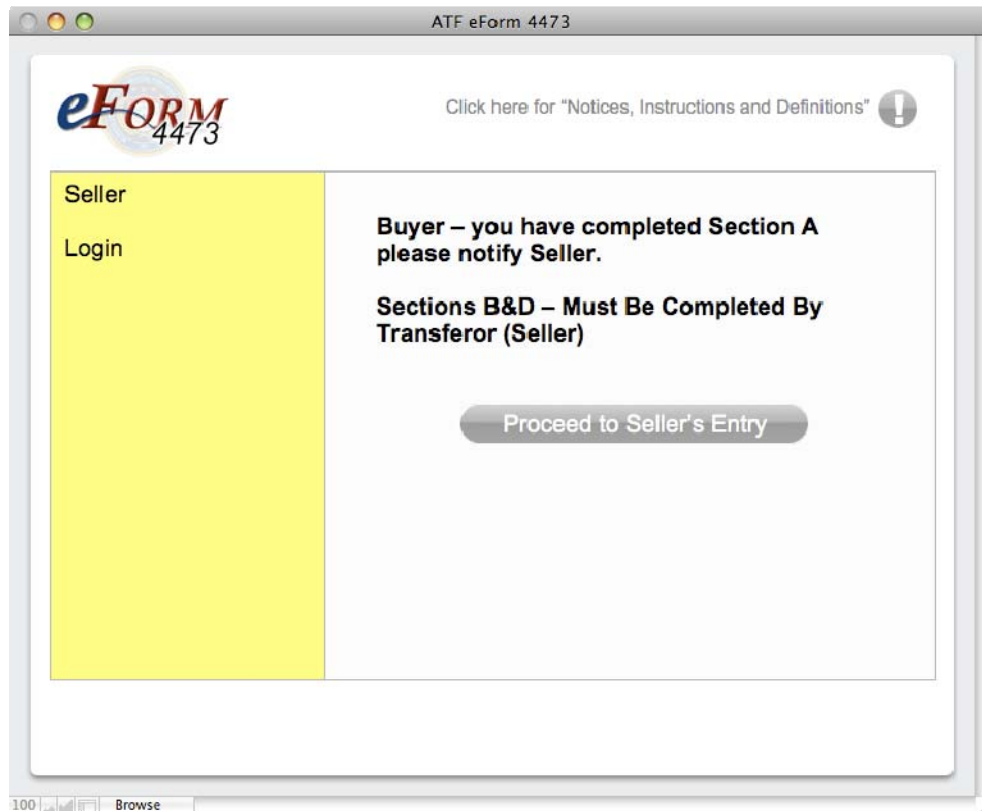 ATF eForm 4473
eFORM
4473
Click here for “Notices, Instructions and Definitions”
!
Seller
Login
Buyer – you have completed Section A
please notify Seller.
Sections B&D – Must Be Completed By
Transferor (Seller)
Proceed to Seller's Entry
100
Browse